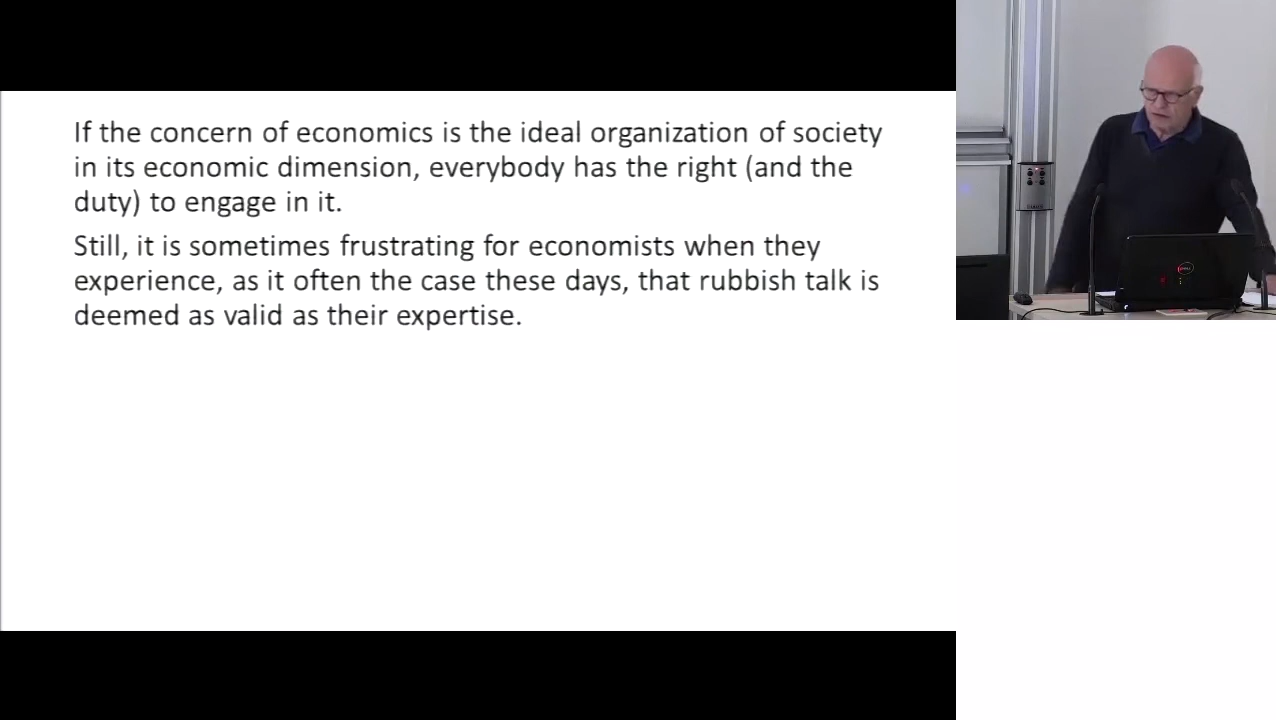 If the concern of economics is the ideal organization of society
in its economic dimension, everybody has the right (and the
duty) to engage in it.
Still, it is sometimes frustrating for economists when they
experience, as it often the case these days, that rubbish talk is
deemed as valid as their expertise.
DELL